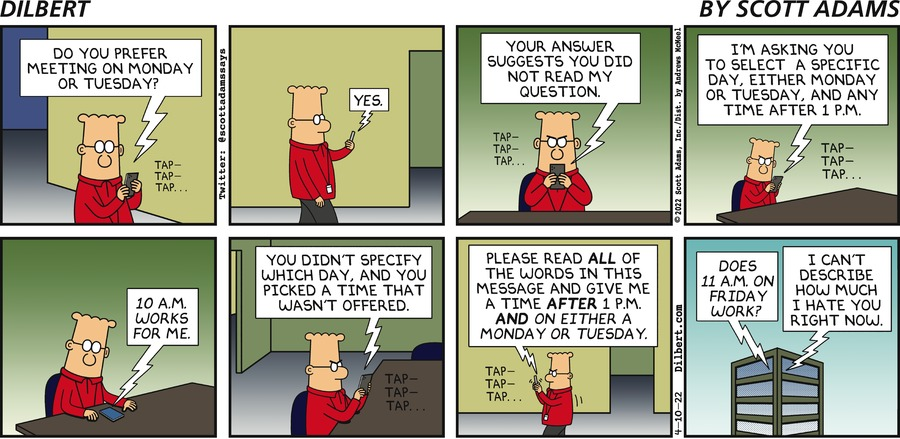 DILBERT
BY SCOTT ADAMS
DO YOU PREFER
MEETING ON MONDAY
OR TUESDAY?
TAP-
TAP-
TAP...
Twitter: @scottadamssays
YES.
YOUR ANSWER
SUGGESTS YOU DID
NOT READ MY
QUESTION.
TAP-
TAP-
TAP...
© 2022 Scott Adams, Inc./Dist. by Andrews McMeel
I'M ASKING YOU
TO SELECT A SPECIFIC
DAY, EITHER MONDAY
OR TUESDAY, AND ANY
TIME AFTER 1 P.M.
TAP-
TAP-
TAP...
10 A.M.
WORKS
FOR ME.
YOU DIDN'T SPECIFY
WHICH DAY, AND YOU
PICKED A TIME THAT
WASN'T OFFERED.
TAP-
TAP-
TAP...
PLEASE READ ALL OF
THE WORDS IN THIS
MESSAGE AND GIVE ME
A TIME AFTER 1 P.M.
AND ON EITHER A
MONDAY OR TUESDAY.
TAP-
TAP-
TAP...
4-10-22 Dilbert.com
DOES
11 A.M. ON
FRIDAY
WORK?
I CAN'T
DESCRIBE
HOW MUCH
I HATE YOU
RIGHT NOW.